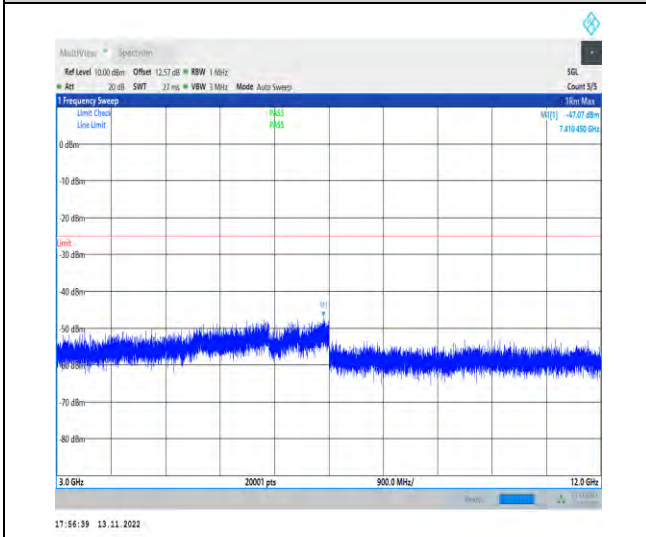 MultiView Spectrum
Ref Level 10.00 dBm Offset 12.57 dB RBW 1 MHz SGL
Att 20 dB SWT 27 ms VBW 3 MHz Mode Auto Sweep Count 5/5
1 Frequency Sweep 1Rm Max
Limit Check PASS M1[1] -47.07 dBm
Line Limit PASS 7.410 450 GHz
0 dBm
-10 dBm
-20 dBm
Limit
-30 dBm
-40 dBm
M1
-50 dBm
-60 dBm
-70 dBm
-80 dBm
3.0 GHz 20001 pts 900.0 MHz/ 12.0 GHz
17:56:39 13.11.2022